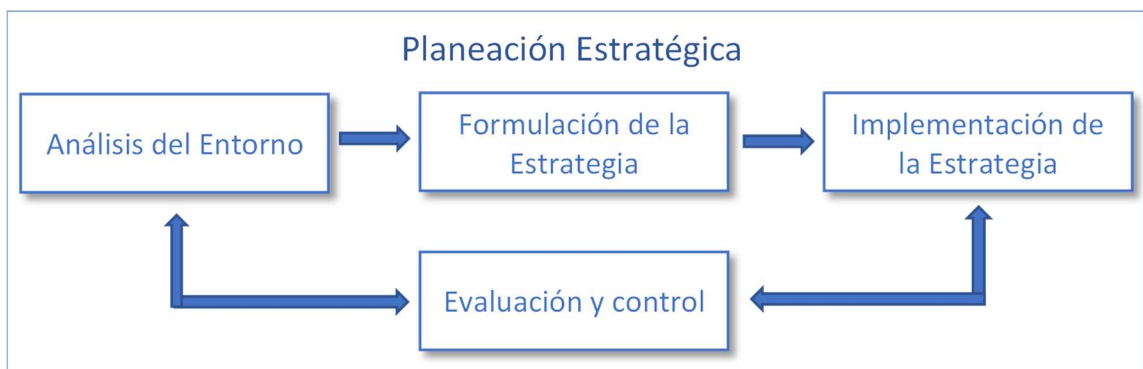 Planeación Estratégica
Análisis del Entorno
Formulación de la
Estrategia
Implementación de
la Estrategia
Evaluación y control